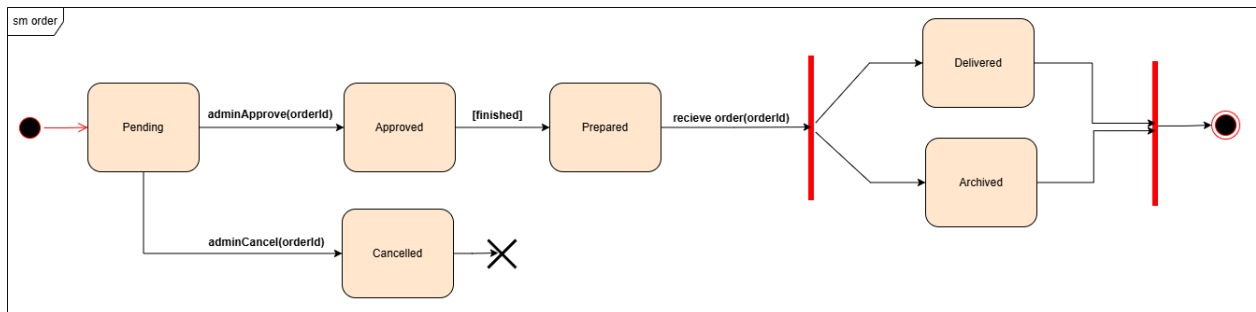 sm order
Pending
adminApprove(orderId)
Approved
[finished]
Prepared
recieve order(orderId)
Delivered
Archived
adminCancel(orderId)
Cancelled